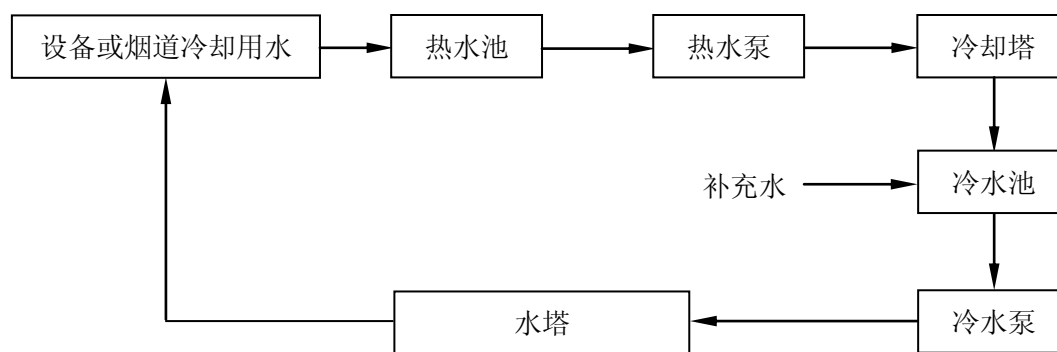 设备或烟道冷却用水
热水池
热水泵
冷却塔
补充水
冷水池
水塔
冷水泵